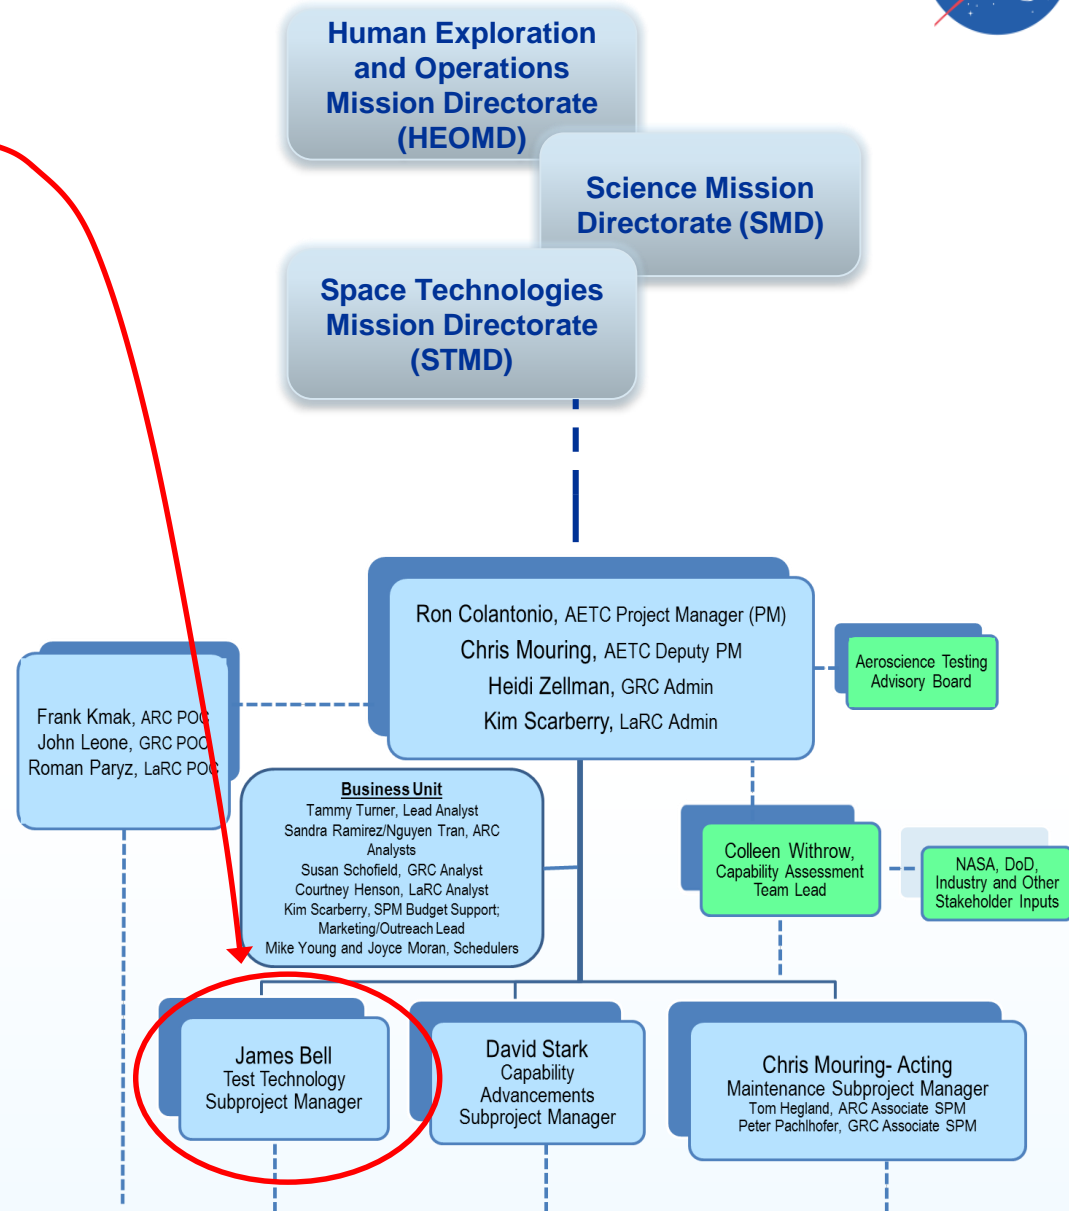 Human Exploration
and Operations
Mission Directorate
(HEOMD)
Science Mission
Directorate (SMD)
Space Technologies
Mission Directorate
(STMD)
Ron Colantonio, AETC Project Manager (PM)
Chris Mouring, AETC Deputy PM
Heidi Zellman, GRC Admin
Kim Scarberry, LaRC Admin
Aeroscience Testing
Advisory Board
Frank Kmak, ARC POC
John Leone, GRC POC
Roman Paryz, LaRC POC
Business Unit
Tammy Turner, Lead Analyst
Sandra Ramirez/Nguyen Tran, ARC
Analysts
Susan Schofield, GRC Analyst
Courtney Henson, LaRC Analyst
Kim Scarberry, SPM Budget Support;
Marketing/Outreach Lead
Mike Young and Joyce Moran, Schedulers
Colleen Withrow,
Capability Assessment
Team Lead
NASA, DoD,
Industry and Other
Stakeholder Inputs
James Bell
Test Technology
Subproject Manager
David Stark
Capability
Advancements
Subproject Manager
Chris Mouring- Acting
Maintenance Subproject Manager
Tom Hegland, ARC Associate SPM
Peter Pachlhofer, GRC Associate SPM